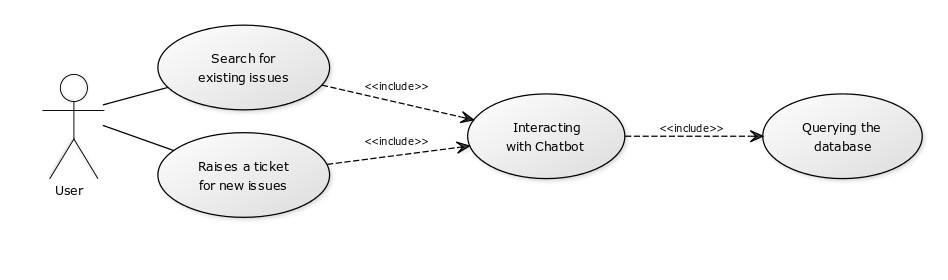 Search for
existing issues
<<include>>
Raises a ticket
for new issues
<<include>>
Interacting
with Chatbot
<<include>>
Querying the
database
User